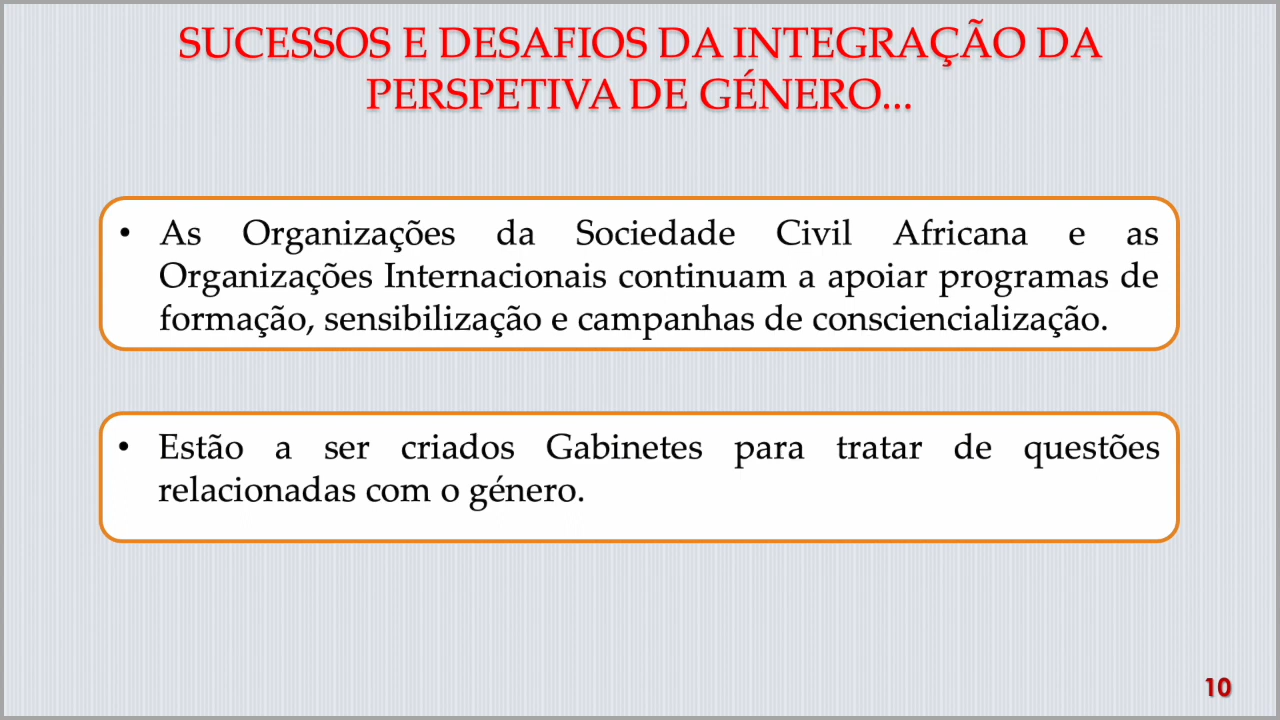 SUCESSOS E DESAFIOS DA INTEGRAÇÃO DA
PERSPETIVA DE GÉNERO...
• As Organizações da Sociedade Civil Africana e as
Organizações Internacionais continuam a apoiar programas de
formação, sensibilização e campanhas de consciencialização.
• Estão a ser criados Gabinetes para tratar de questões
relacionadas com o género.
10